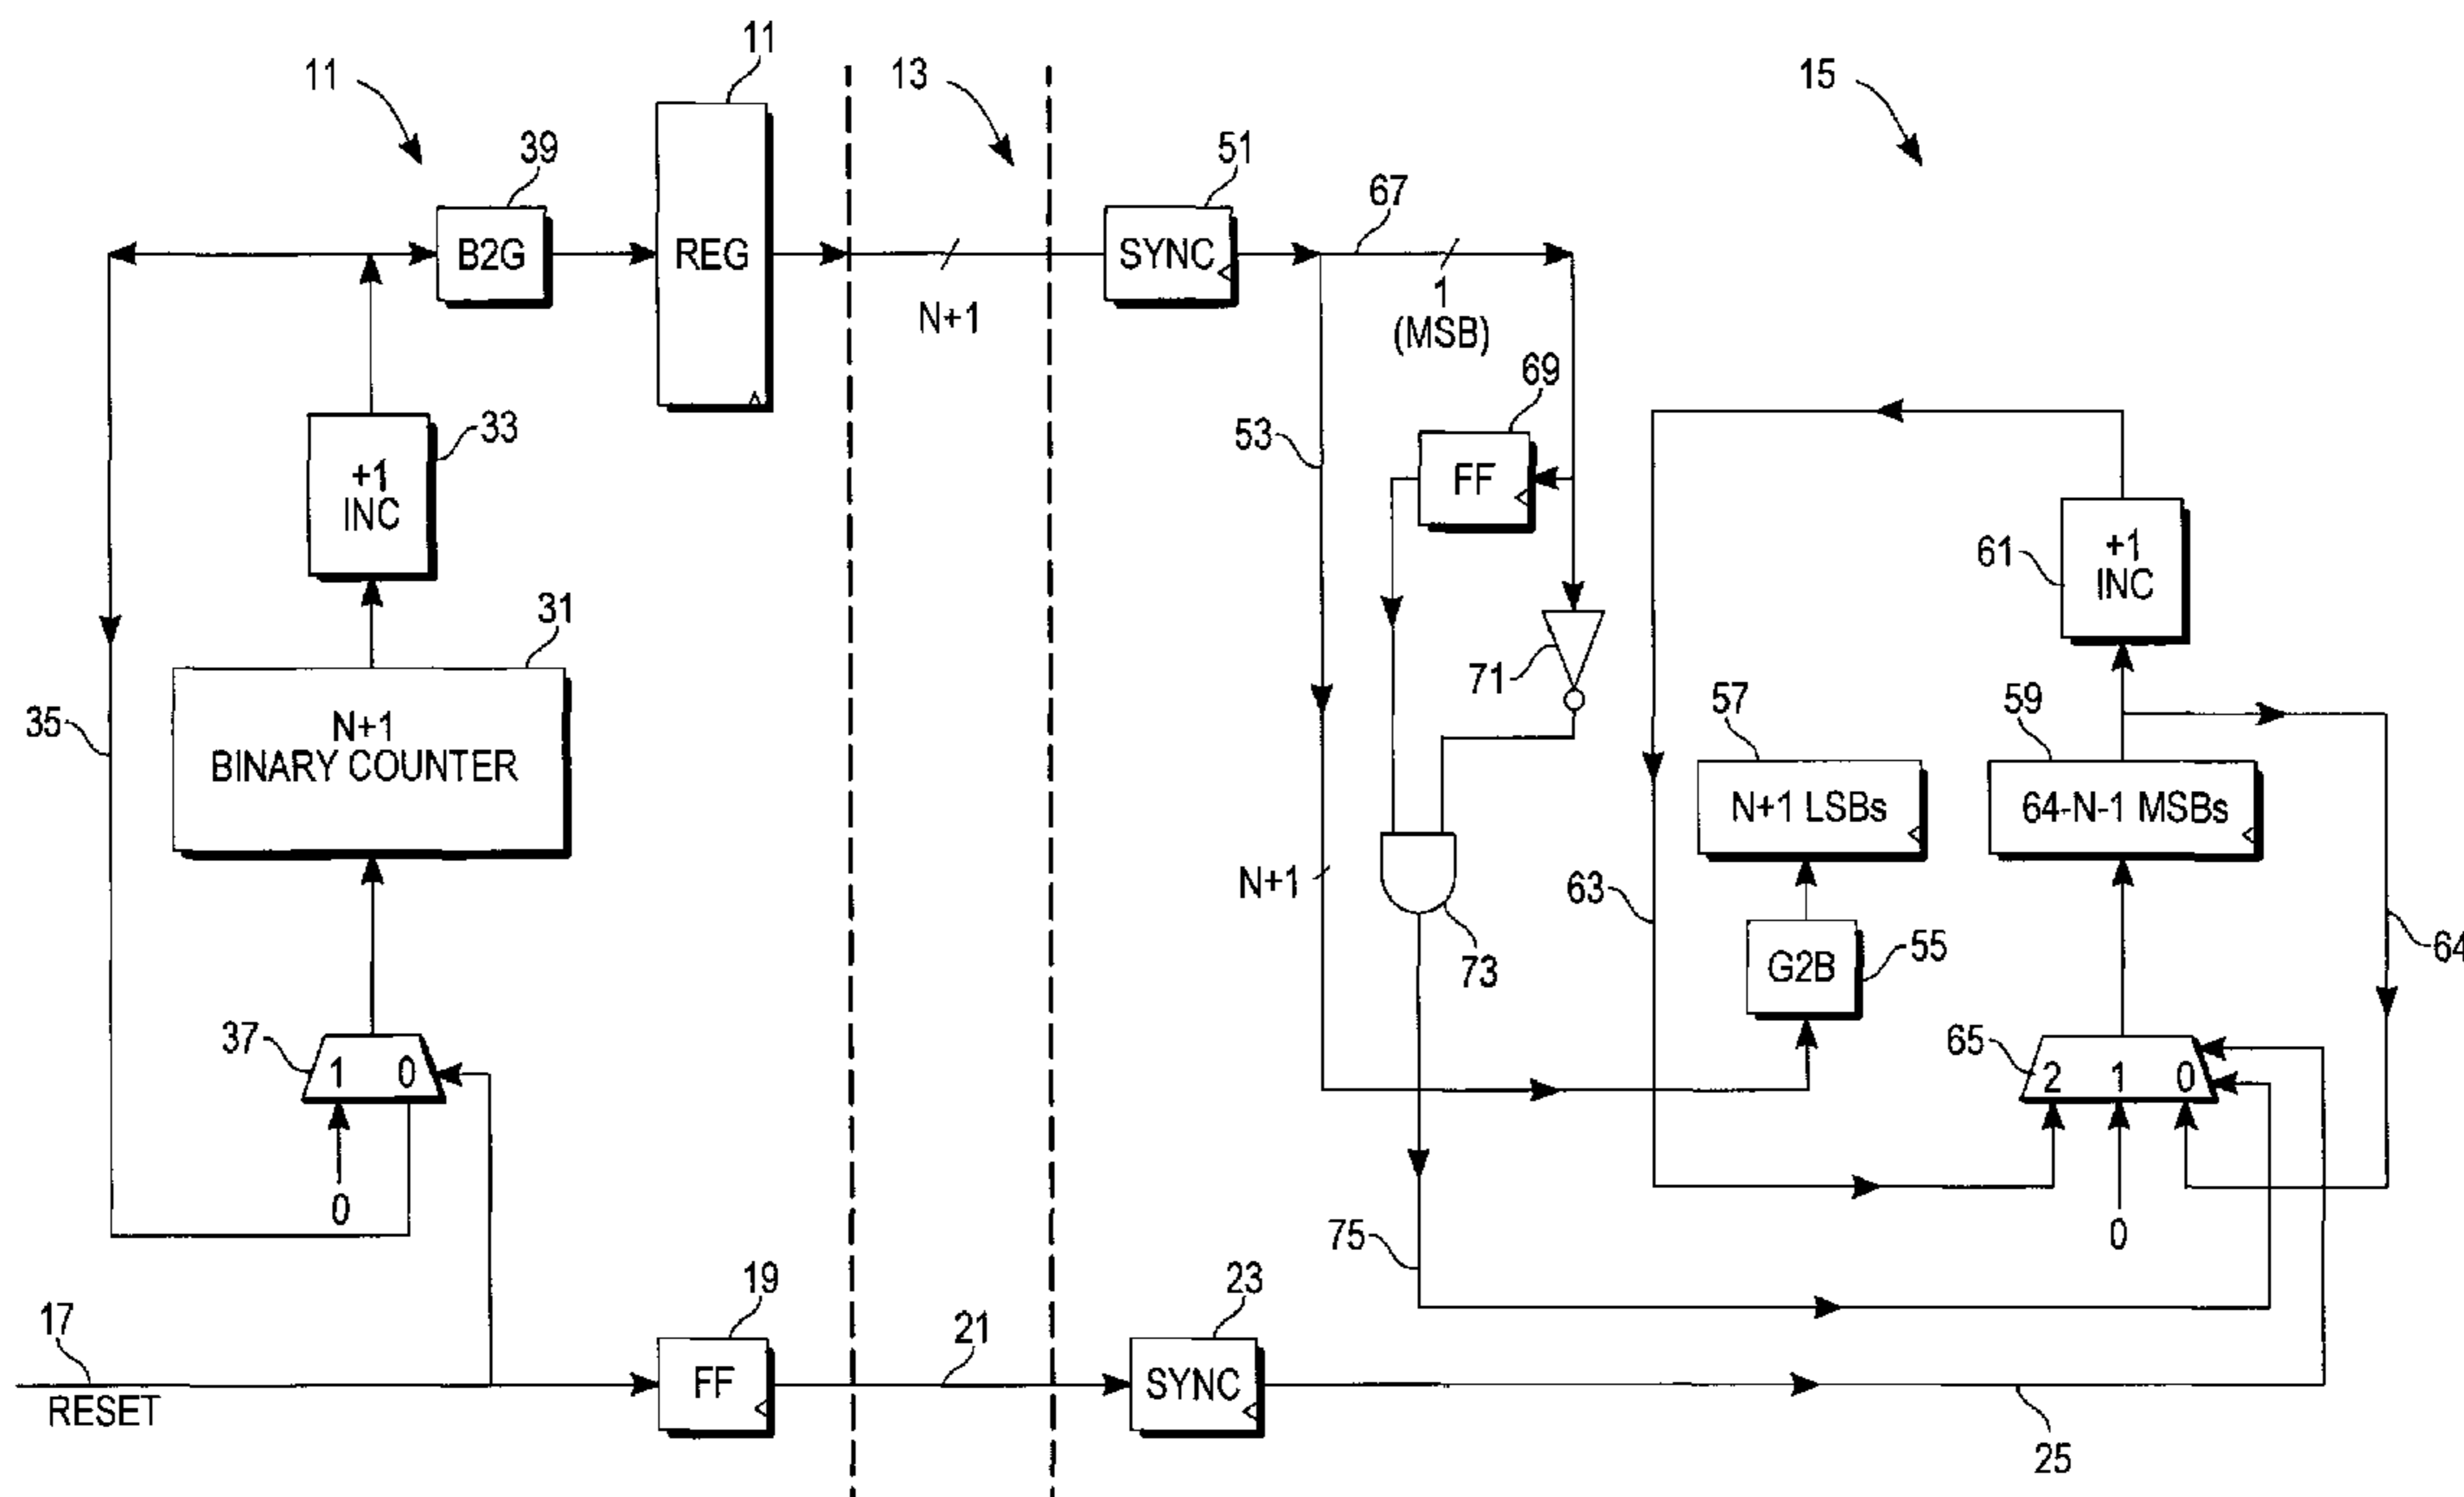 11
11
13
15
39
51
67
B2G
REG
SYNC
N+1
1
(MSB)
69
33
53
FF
+1
INC
61
+1
INC
31
71
35
57
59
N+1
BINARY COUNTER
N+1 LSBs
64-N-1 MSBs
N+1
63
73
G2B
55
64
37
1 0
65
2 1 0
0
0
75
19
23
17
21
FF
SYNC
RESET
25